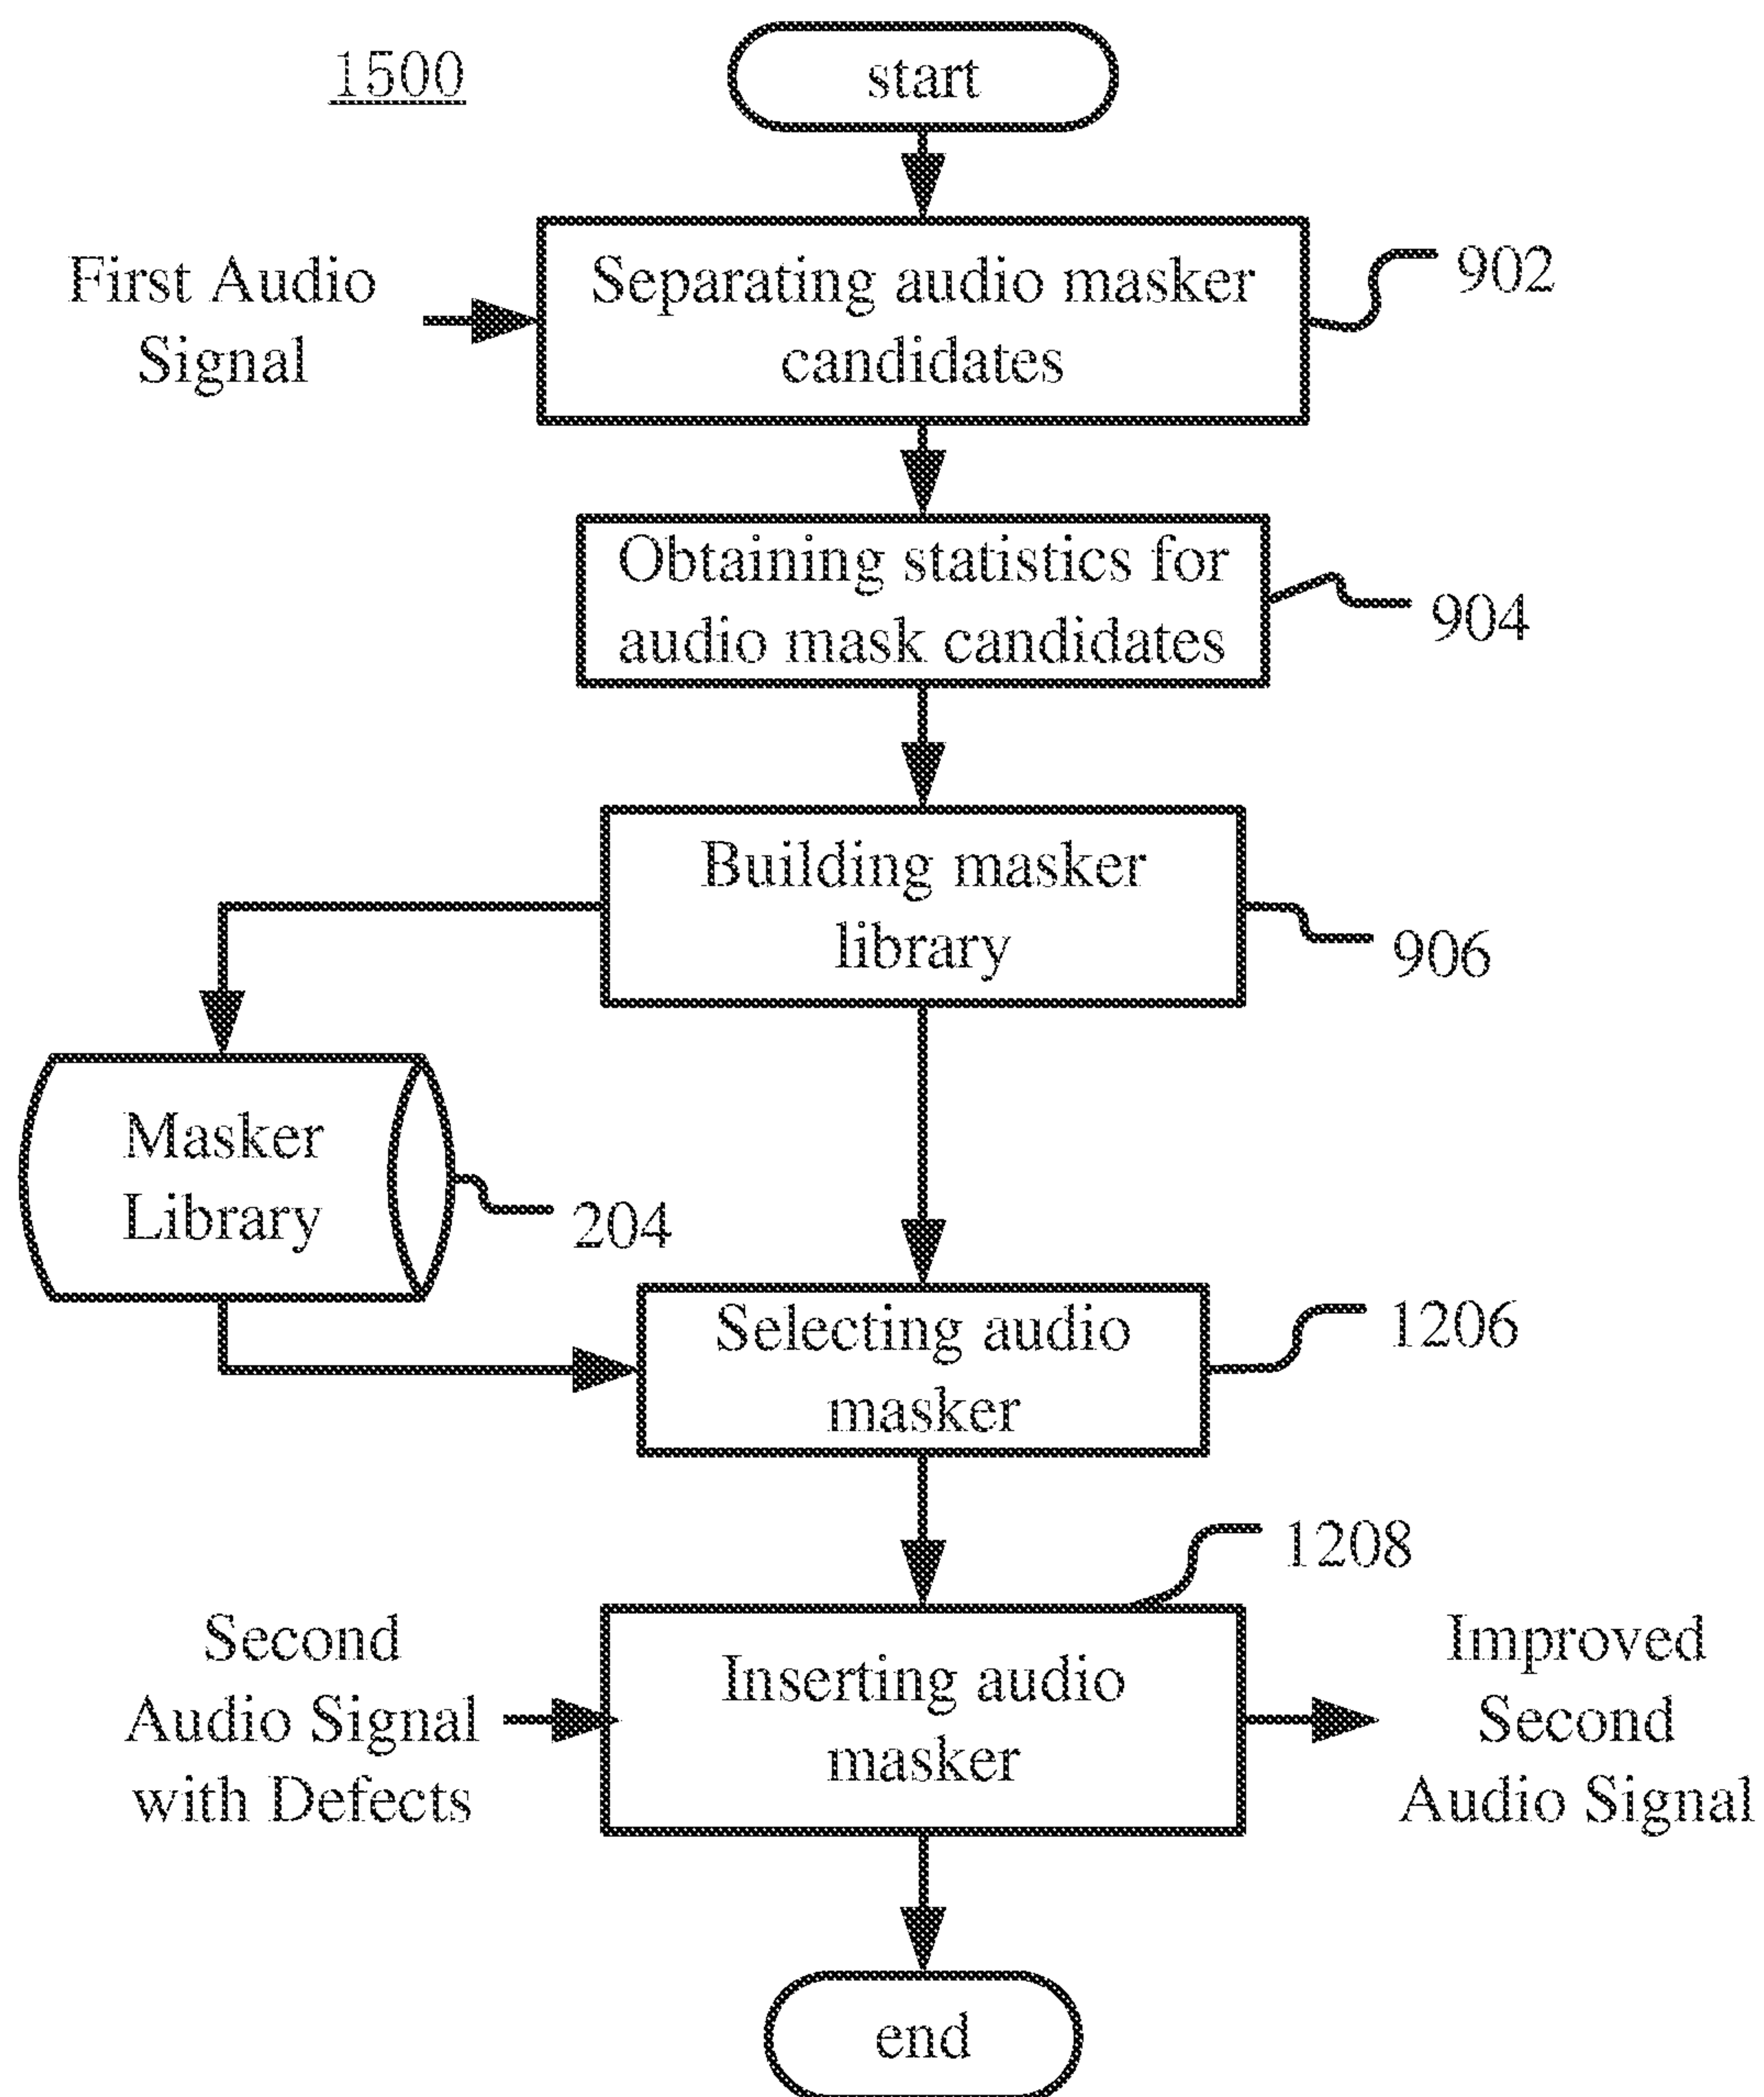 1500
start
First Audio
Signal
Separating audio masker
candidates
902
Obtaining statistics for
audio mask candidates
904
Building masker
library
906
Masker
Library
204
Selecting audio
masker
1206
1208
Second
Audio Signal
with Defects
Inserting audio
masker
Improved
Second
Audio Signal
end